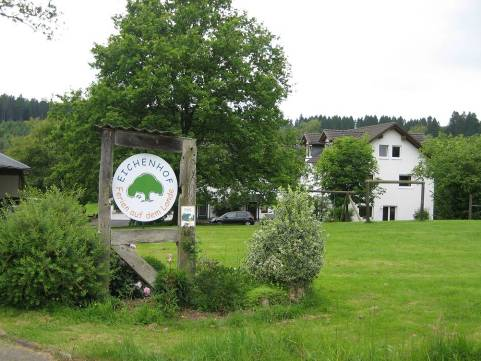 EICHENHOF
Ferien auf dem Lande